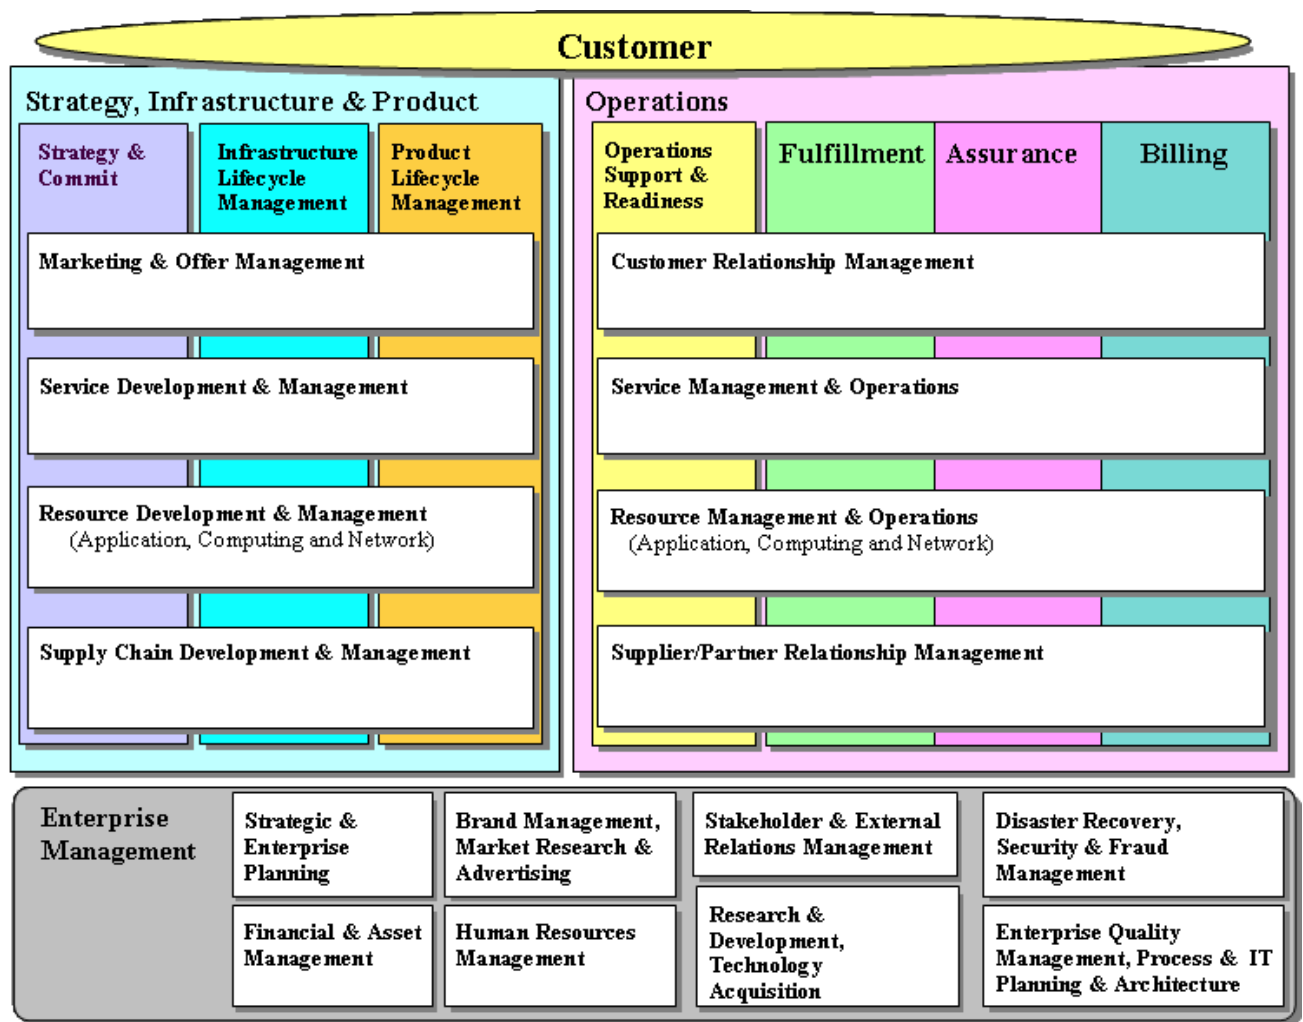 Customer
Strategy, Infrastructure & Product
Strategy &
Commit
Infrastructure
Lifecycle
Management
Product
Lifecycle
Management
Marketing & Offer Management
Service Development & Management
Resource Development & Management
(Application, Computing and Network)
Supply Chain Development & Management
Operations
Operations
Support &
Readiness
Fulfillment
Assurance
Billing
Customer Relationship Management
Service Management & Operations
Resource Management & Operations
(Application, Computing and Network)
Supplier/Partner Relationship Management
Enterprise
Management
Strategic &
Enterprise
Planning
Brand Management,
Market Research &
Advertising
Stakeholder & External
Relations Management
Disaster Recovery,
Security & Fraud
Management
Financial & Asset
Management
Human Resources
Management
Research &
Development,
Technology
Acquisition
Enterprise Quality
Management, Process & IT
Planning & Architecture